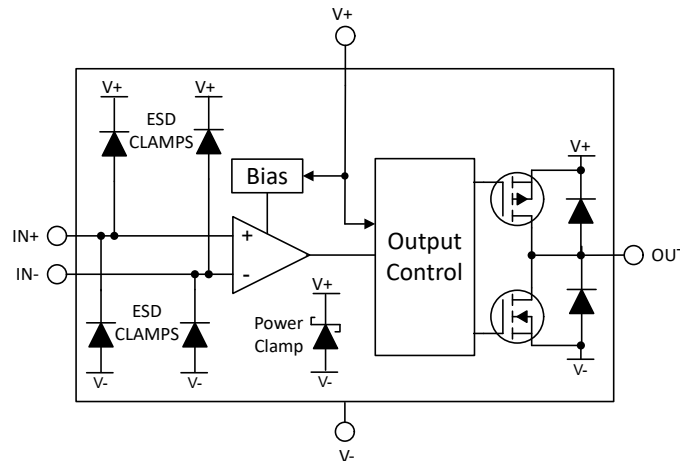 V+
V+
V+
ESD
CLAMPS
V+
Bias
IN+
+
Output
Control
OUT
IN-
-
V+
ESD
CLAMPS
Power
Clamp
V-
V-
V-
V-
V-